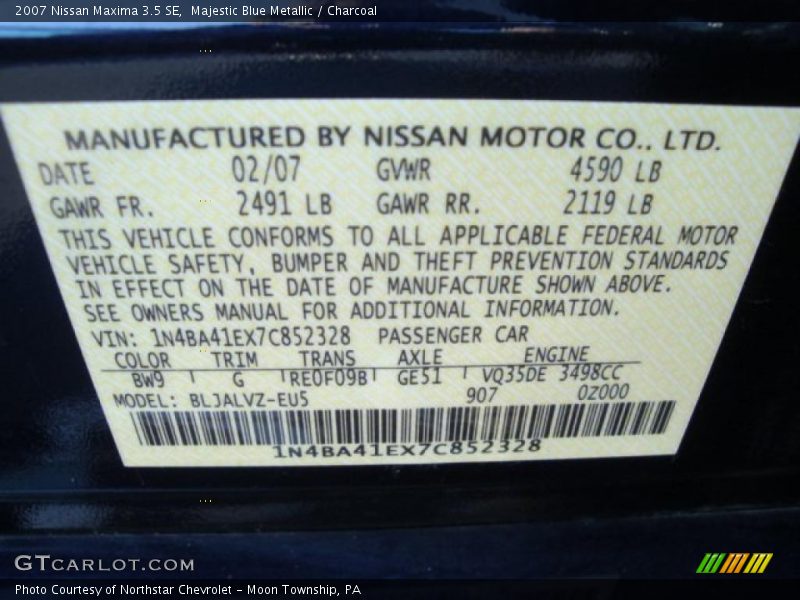 2007 Nissan Maxima 3.5 SE, Majestic Blue Metallic / Charcoal
MANUFACTURED BY NISSAN MOTOR CO., LTD.
DATE 02/07 GVWR 4590 LB
GAWR FR. 2491 LB GAWR RR. 2119 LB
THIS VEHICLE CONFORMS TO ALL APPLICABLE FEDERAL MOTOR
VEHICLE SAFETY, BUMPER AND THEFT PREVENTION STANDARDS
IN EFFECT ON THE DATE OF MANUFACTURE SHOWN ABOVE.
SEE OWNERS MANUAL FOR ADDITIONAL INFORMATION.
VIN: 1N4BA41EX7C852328 PASSENGER CAR
COLOR TRIM TRANS AXLE ENGINE
BW9 G RE0F09B GE51 VQ35DE 3498CC
MODEL: BLJALVZ-EU5 907 0Z000
1N4BA41EX7C852328
GTCARLOT.COM
Photo Courtesy of Northstar Chevrolet - Moon Township, PA